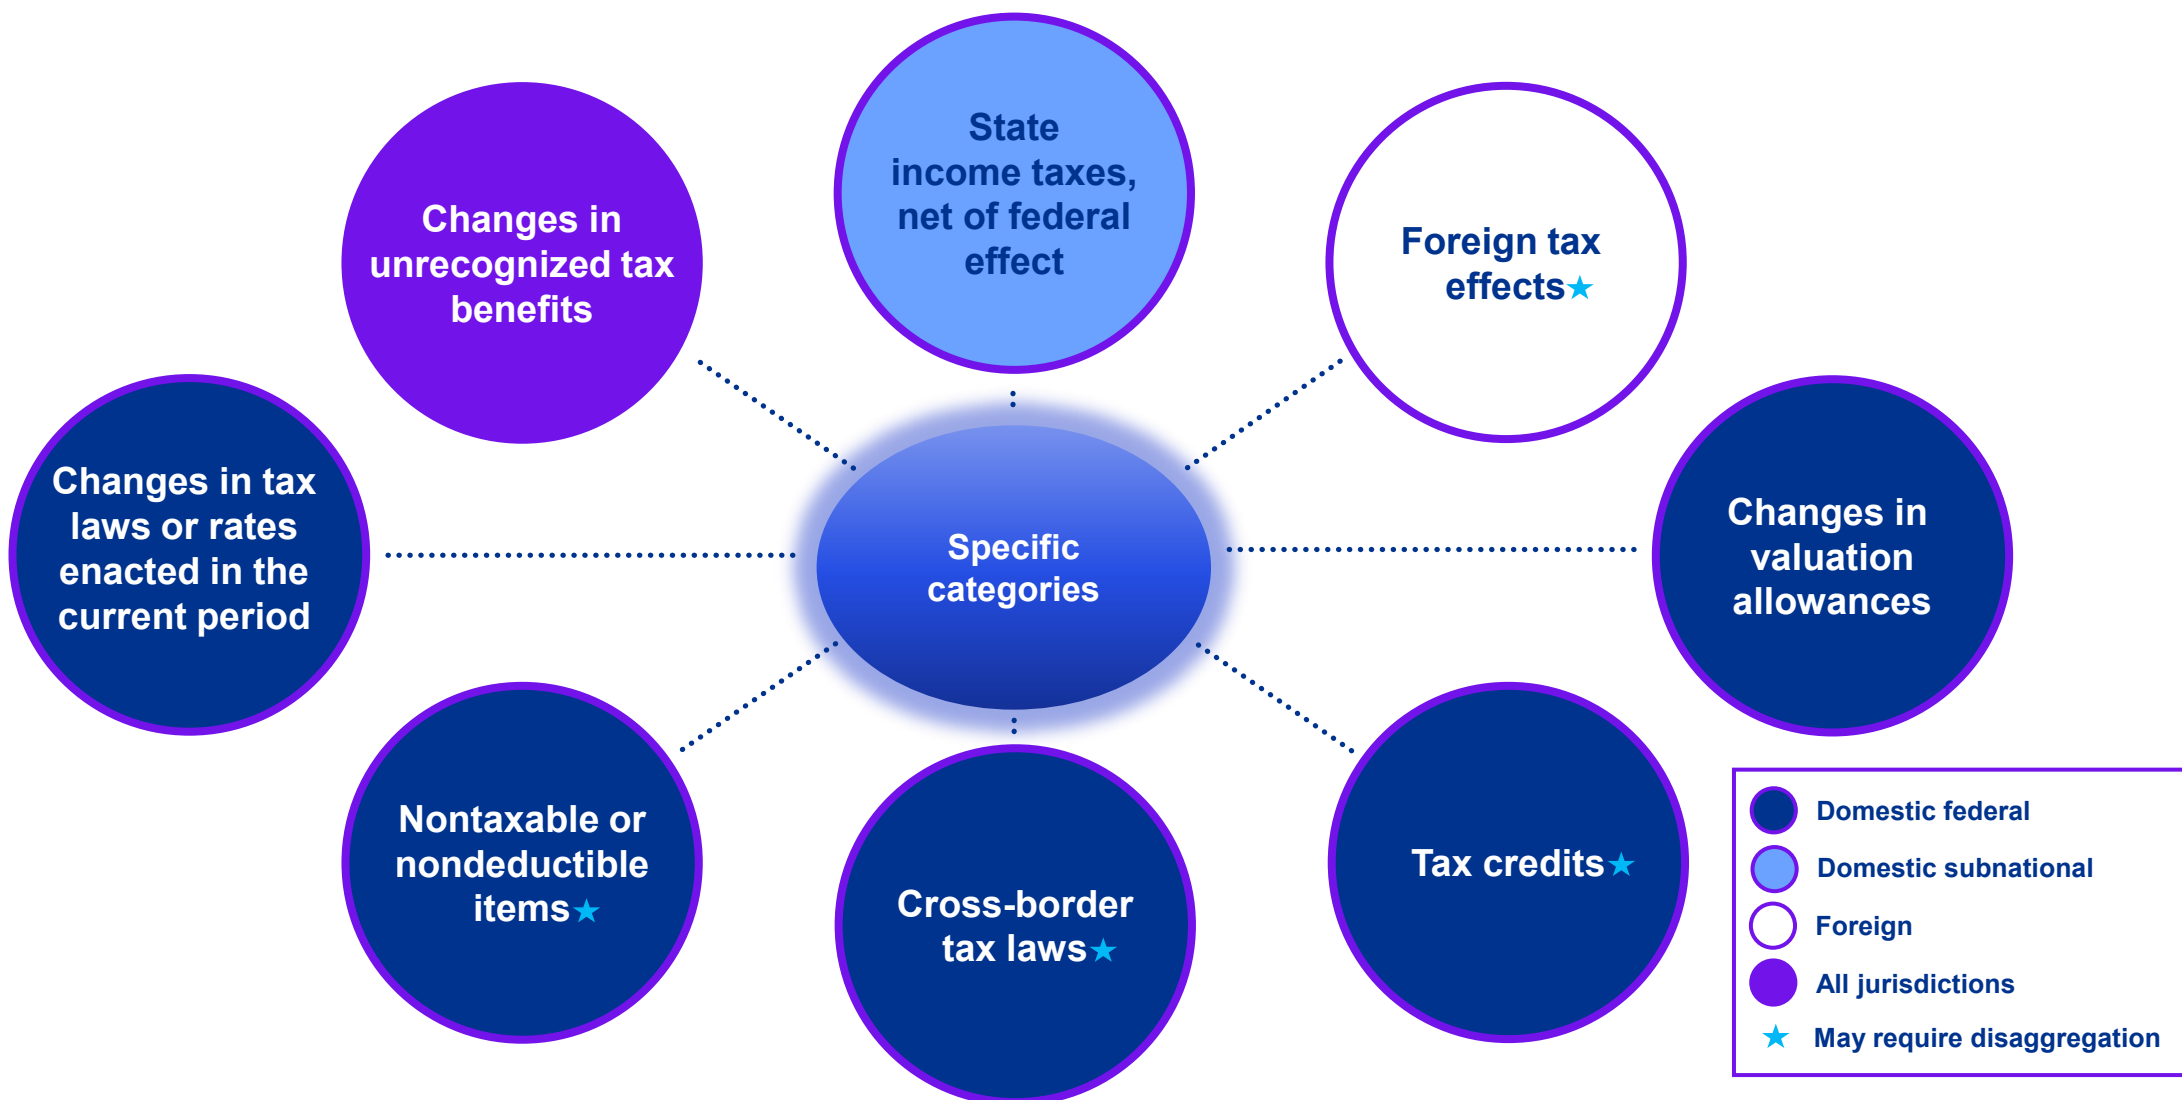 State
income taxes,
net of federal
effect
Changes in
unrecognized tax
benefits
Foreign tax
effects★
Changes in tax
laws or rates
enacted in the
current period
Specific
categories
Changes in
valuation
allowances
Nontaxable or
nondeductible
items★
Cross-border
tax laws★
Tax credits★
Domestic federal
Domestic subnational
Foreign
All jurisdictions
★ May require disaggregation